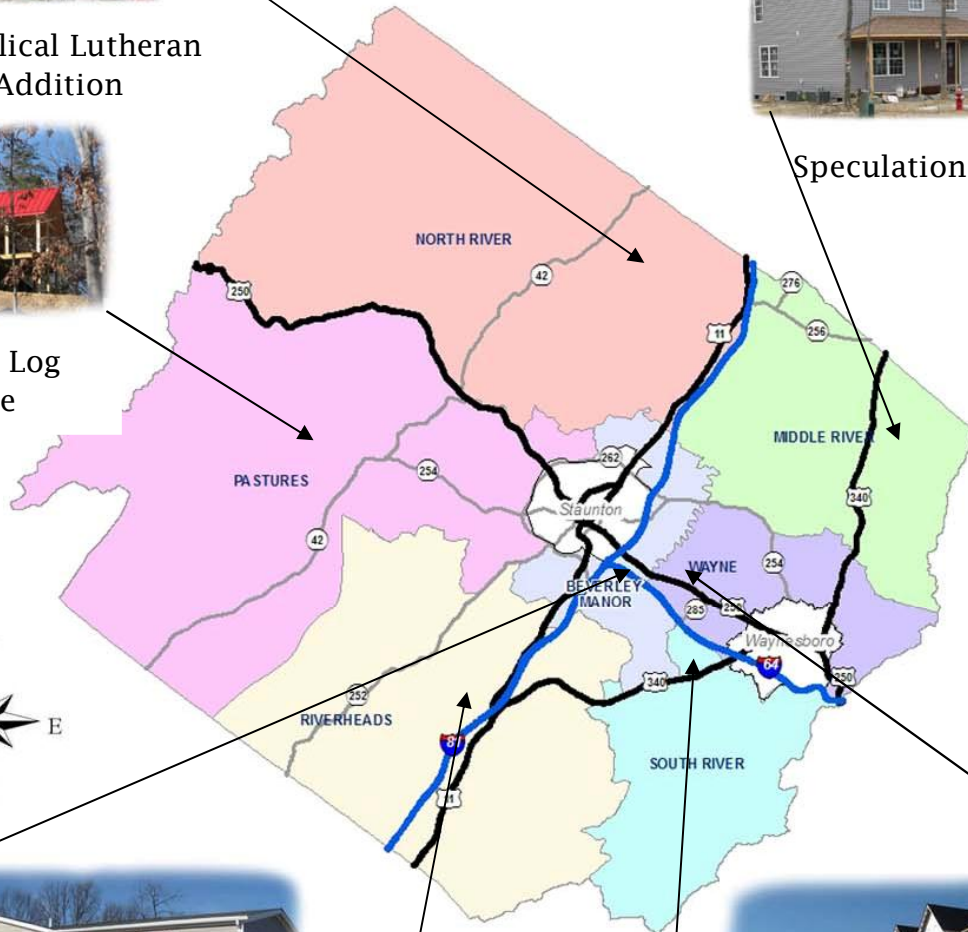 lical Lutheran
Addition
Speculation
Log
e
NORTH RIVER
42
250
276
11
256
MIDDLE RIVER
262
PASTURES
254
340
Staunton
42
WAYNE
254
BEVERLEY
MANOR
285
250
Waynesboro
64
340
250
252
RIVERHEADS
E
81
SOUTH RIVER
11